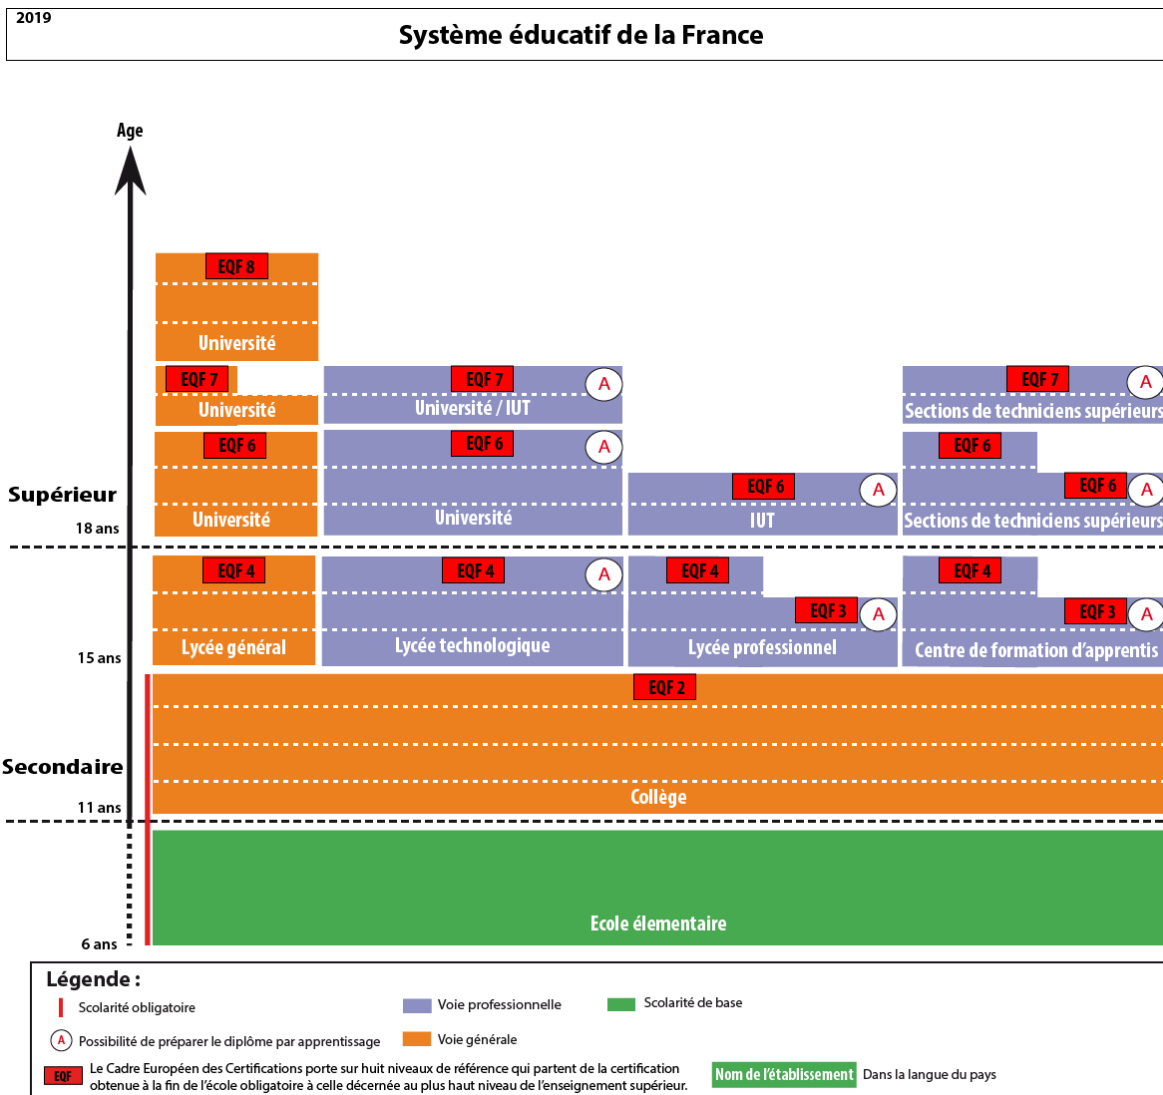 2019
Système éducatif de la France
Age
EQF 8
Université
EQF 7
Université
EQF 7
A
Université / IUT
EQF 7
A
Sections de techniciens supérieurs
EQF 6
Université
EQF 6
A
Université
EQF 6
A
IUT
EQF 6
EQF 6
A
Sections de techniciens supérieurs
Supérieur
18 ans
EQF 4
Lycée général
EQF 4
A
Lycée technologique
EQF 4
EQF 3
A
Lycée professionnel
EQF 4
EQF 3
A
Centre de formation d'apprentis
15 ans
EQF 2
Secondaire
Collège
11 ans
Ecole élementaire
6 ans
Légende :
Scolarité obligatoire
Voie professionnelle
Scolarité de base
A Possibilité de préparer le diplôme par apprentissage
Voie générale
EQF Le Cadre Européen des Certifications porte sur huit niveaux de référence qui partent de la certification
obtenue à la fin de l'école obligatoire à celle décernée au plus haut niveau de l'enseignement supérieur.
Nom de l'établissement Dans la langue du pays